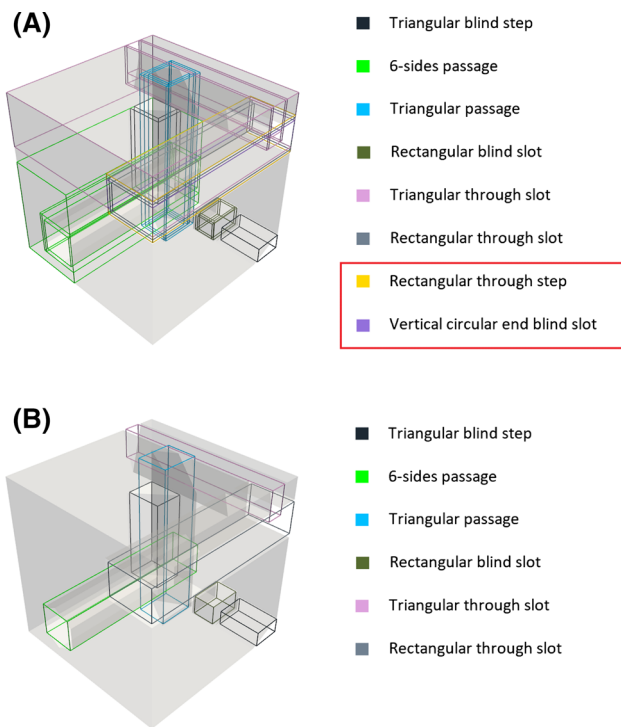 (A)
Triangular blind step
6-sides passage
Triangular passage
Rectangular blind slot
Triangular through slot
Rectangular through slot
Rectangular through step
Vertical circular end blind slot
(B)
Triangular blind step
6-sides passage
Triangular passage
Rectangular blind slot
Triangular through slot
Rectangular through slot